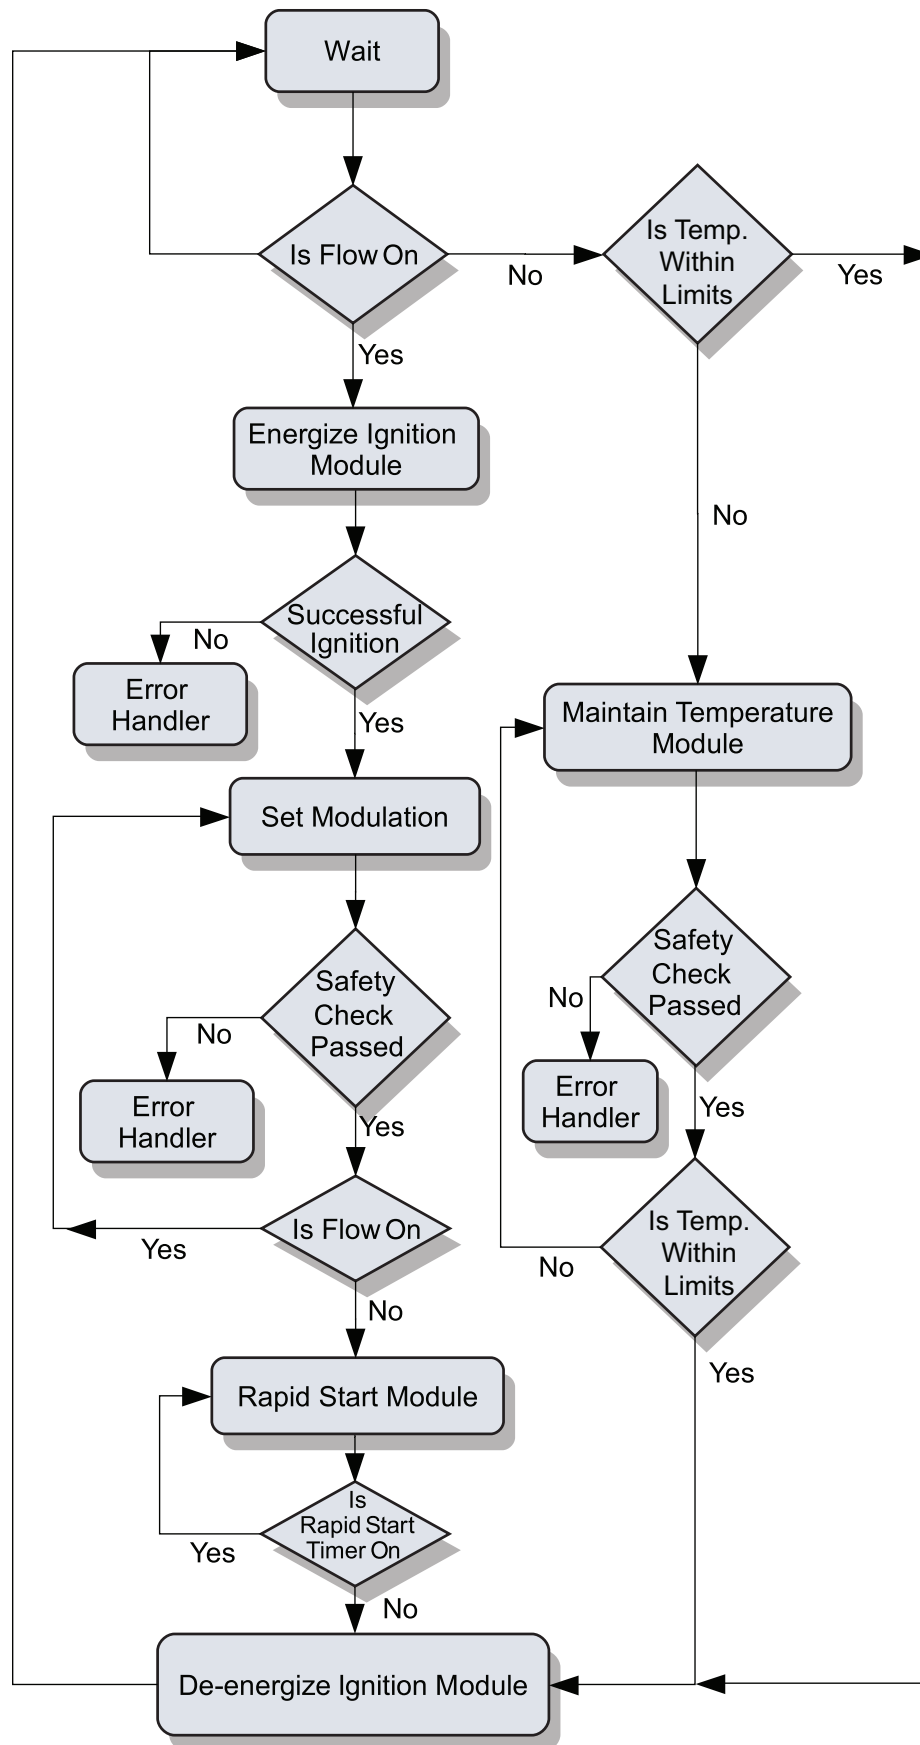 Wait
Is Flow On
No
Is Temp.
Within
Limits
Yes
Yes
Energize Ignition
Module
No
Successful
Ignition
No
Error
Handler
Yes
Maintain Temperature
Module
Set Modulation
Safety
Check
Passed
No
Error
Handler
Yes
Safety
Check
Passed
No
Error
Handler
Yes
Is Flow On
Yes
No
Is Temp.
Within
Limits
No
Yes
Rapid Start Module
Is
Rapid Start
Timer On
Yes
No
De-energize Ignition Module